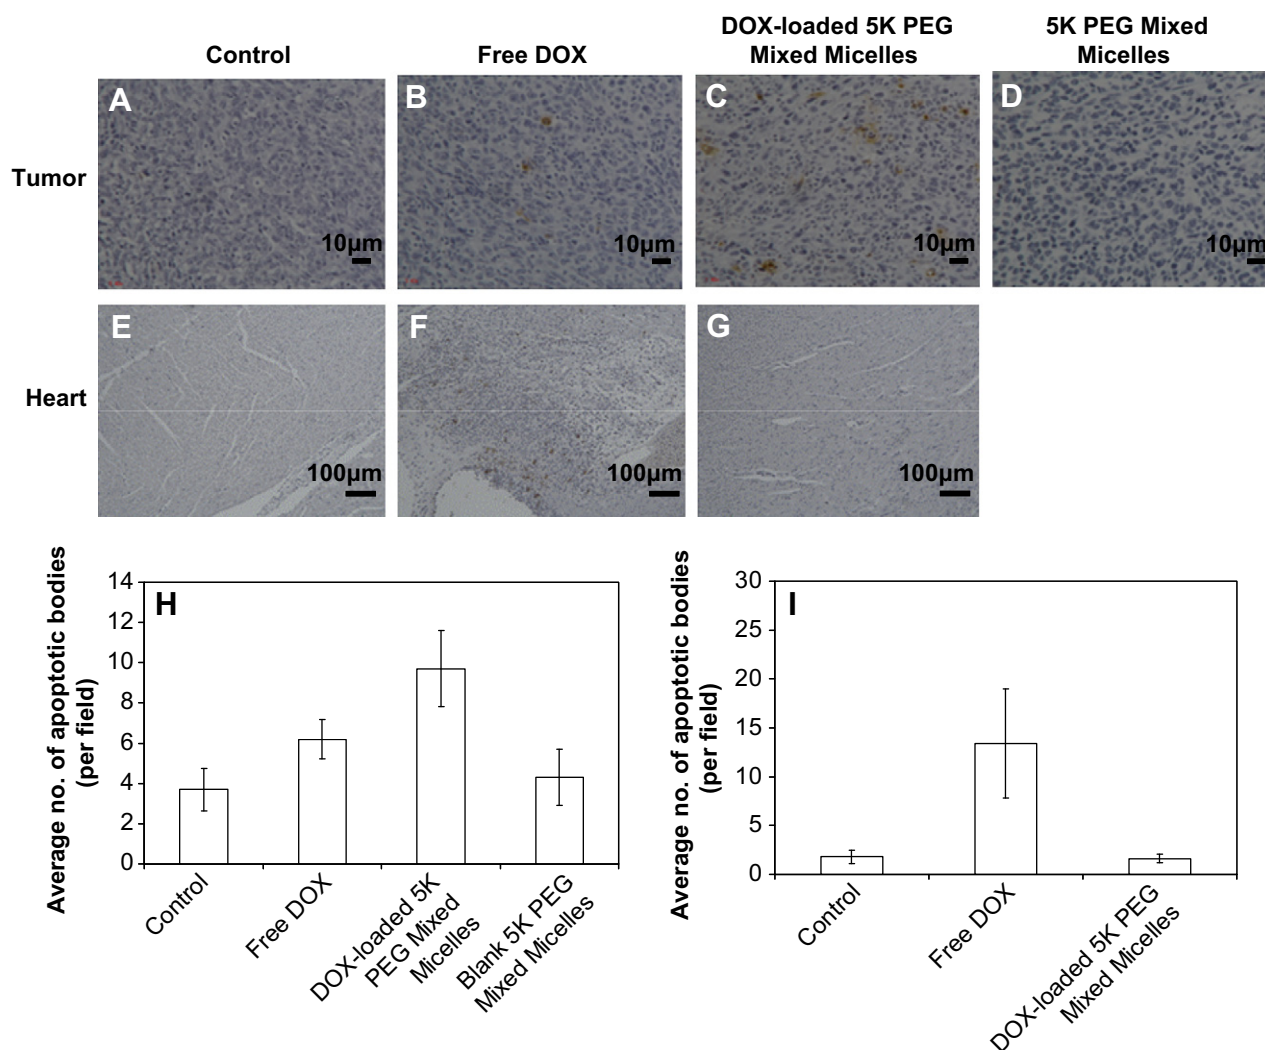 Control
Free DOX
DOX-loaded 5K PEG
Mixed Micelles
5K PEG Mixed
Micelles
Tumor
A
B
C
D
10μm
10μm
10μm
10μm
Heart
E
F
G
100μm
100μm
100μm
H
Average no. of apoptotic bodies
(per field)
14
12
10
8
6
4
2
0
Control
Free DOX
DOX-loaded 5K
PEG Mixed
Micelles
Blank 5K PEG
Mixed Micelles
I
Average no. of apoptotic bodies
(per field)
30
25
20
15
10
5
0
Control
Free DOX
DOX-loaded 5K PEG
Mixed Micelles